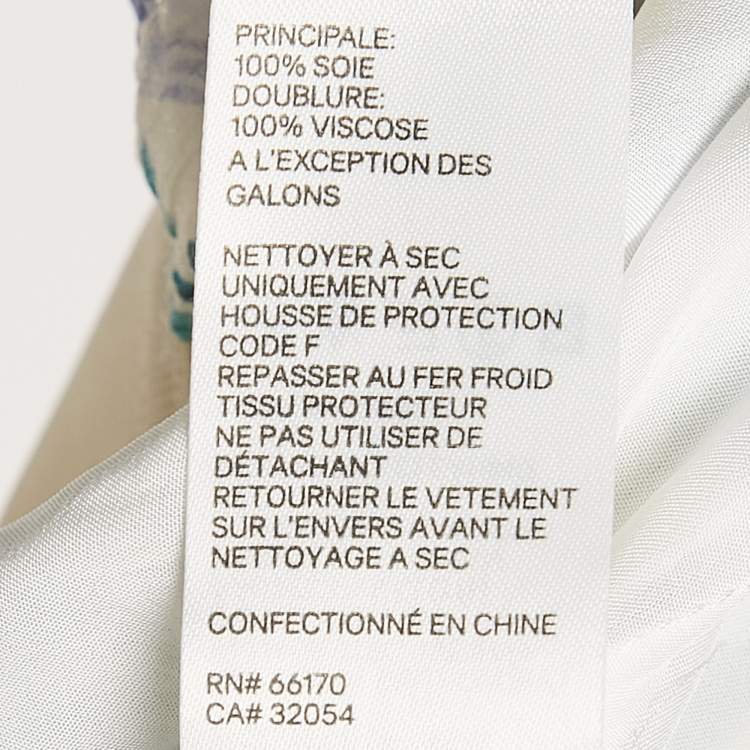 PRINCIPALE:
100% SOIE
DOUBLURE:
100% VISCOSE
A L'EXCEPTION DES
GALONS
NETTOYER À SEC
UNIQUEMENT AVEC
HOUSSE DE PROTECTION
CODE F
REPASSER AU FER FROID
TISSU PROTECTEUR
NE PAS UTILISER DE
DÉTACHANT
RETOURNER LE VETEMENT
SUR L'ENVERS AVANT LE
NETTOYAGE A SEC
CONFECTIONNÉ EN CHINE
RN# 66170
CA# 32054